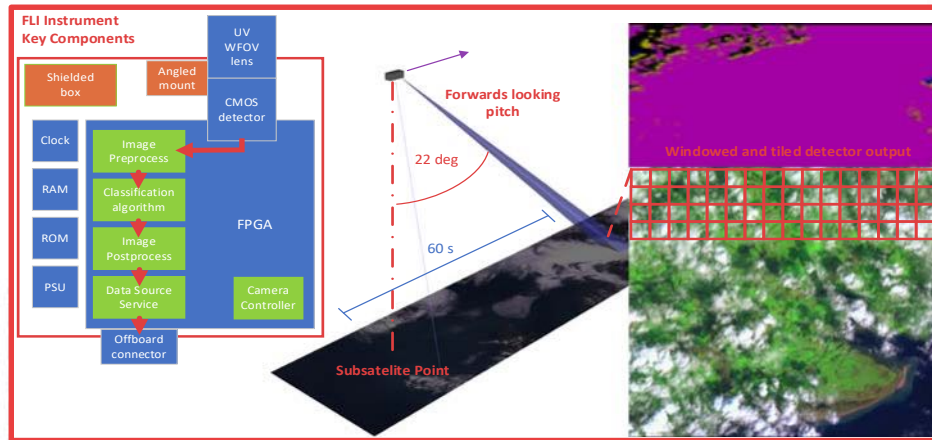 FLI Instrument
Key Components
UV
WFOV
lens
Shielded
box
Angled
mount
CMOS
detector
Clock
RAM
ROM
PSU
Image
Preprocess
Classification
algorithm
Image
Postprocess
Data Source
Service
FPGA
Camera
Controller
Offboard
connector
Forwards looking
pitch
22 deg
60 s
Subsatelite Point
Windowed and tiled detector output